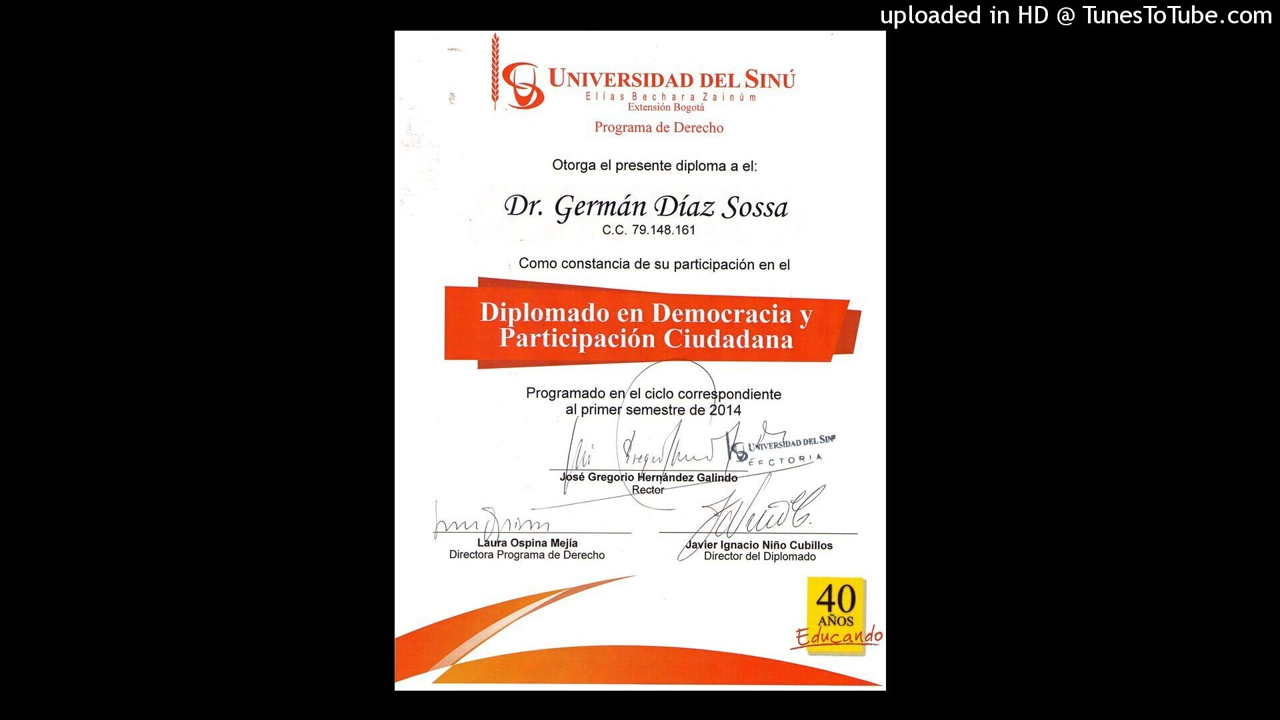 uploaded in HD @ TunesToTube.com
UNIVERSIDAD DEL SINÚ
Elías Bechara Zainúm
Extensión Bogotá
Programa de Derecho
Otorga el presente diploma a el:
Dr. Germán Díaz Sossa
C.C. 79.148.161
Como constancia de su participación en el
Diplomado en Democracia y
Participación Ciudadana
Programado en el ciclo correspondiente
al primer semestre de 2014
UNIVERSIDAD DEL SINÚ
José Gregorio Hernández Galindo
Rector
Laura Ospina Mejía
Directora Programa de Derecho
Javier Ignacio Niño Cubillos
Director del Diplomado
40
AÑOS
Educando